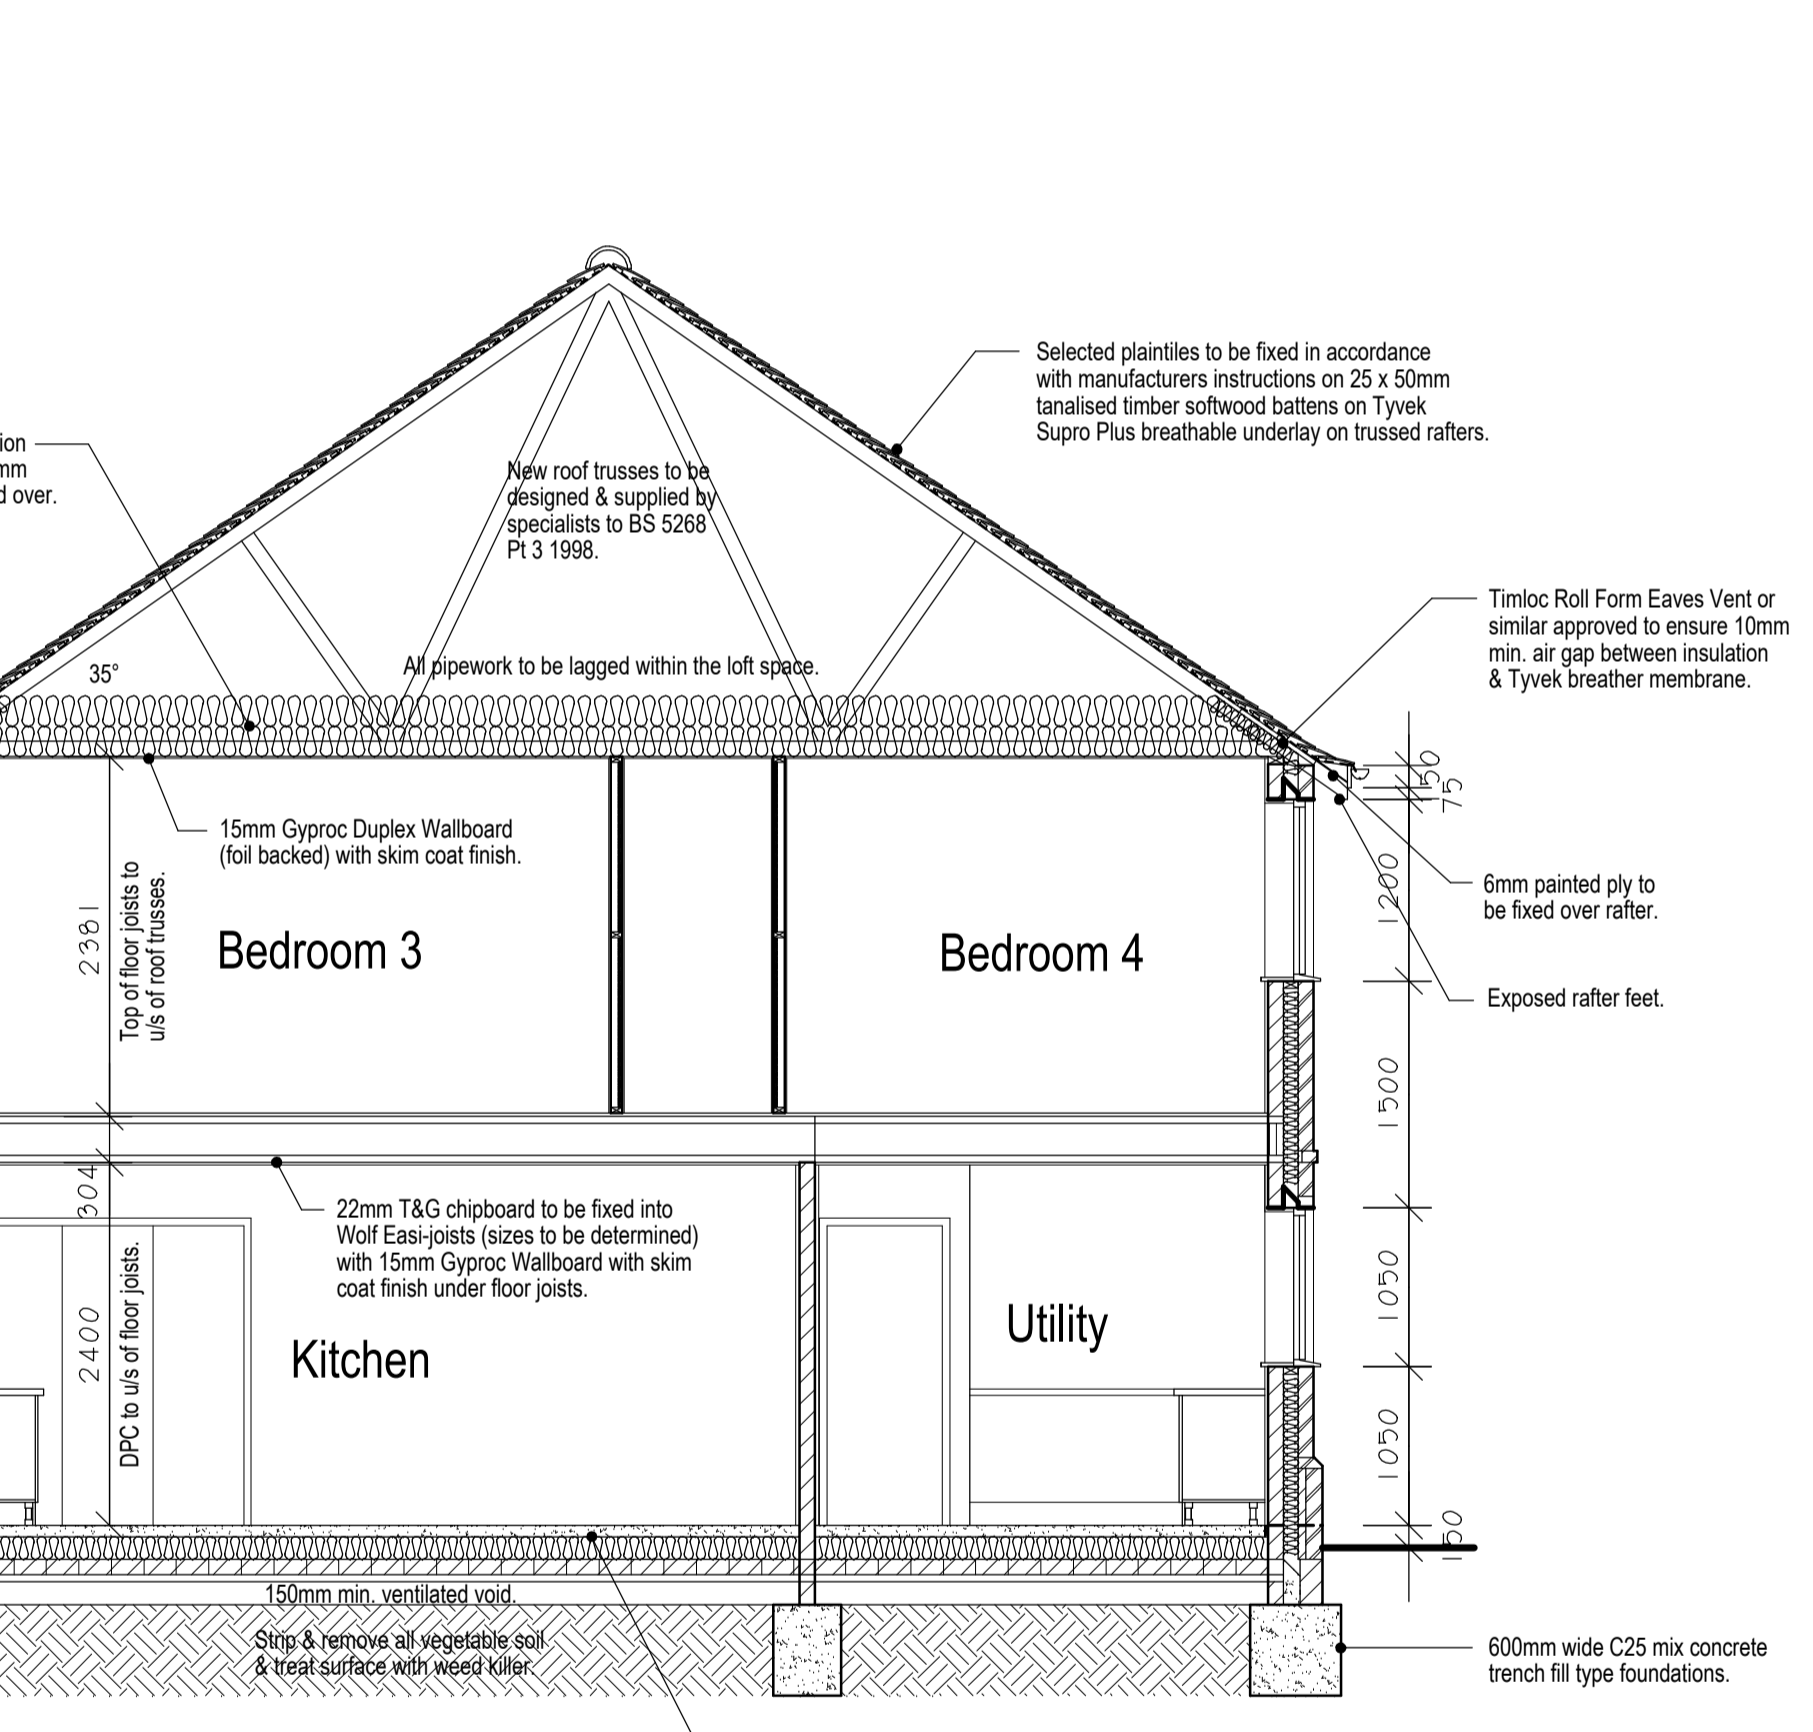 Selected plaintiles to be fixed in accordance
with manufacturers instructions on 25 x 50mm
tanalised timber softwood battens on Tyvek
Supro Plus breathable underlay on trussed rafters.
ion
mm
d over.
New roof trusses to be
designed & supplied by
specialists to BS 5268
Pt 3 1998.
Timloc Roll Form Eaves Vent or
similar approved to ensure 10mm
min. air gap between insulation
& Tyvek breather membrane.
35°
All pipework to be lagged within the loft space.
150
75
15mm Gyproc Duplex Wallboard
(foil backed) with skim coat finish.
2381
Top of floor joists to
u/s of roof trusses.
Bedroom 3
Bedroom 4
1200
6mm painted ply to
be fixed over rafter.
Exposed rafter feet.
1500
304
22mm T&G chipboard to be fixed into
Wolf Easi-joists (sizes to be determined)
with 15mm Gyproc Wallboard with skim
coat finish under floor joists.
2400
DPC to u/s of floor joists.
Kitchen
Utility
1050
1050
150
150mm min. ventilated void.
Strip & remove all vegetable soil
& treat surface with weed killer.
600mm wide C25 mix concrete
trench fill type foundations.